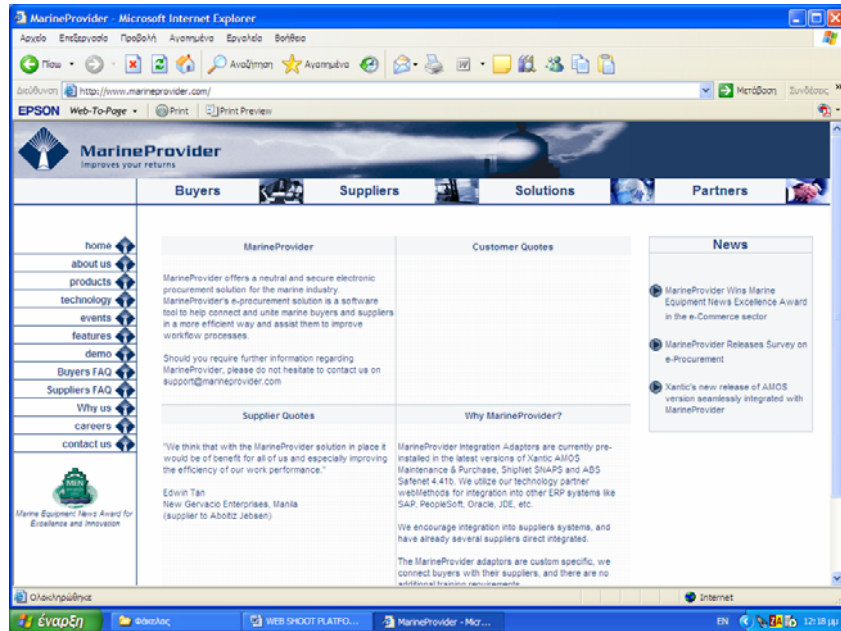 MarineProvider - Microsoft Internet Explorer
Αρχείο Επεξεργασία Προβολή Αγαπημένα Εργαλεία Βοήθεια
Πίσω Αναζήτηση Αγαπημένα
Διεύθυνση http://www.marineprovider.com/ Μετάβαση Συνδέσεις »
EPSON Web-To-Page Print Print Preview
MarineProvider
Improves your returns
Buyers Suppliers Solutions Partners
home
about us
products
technology
events
features
demo
Buyers FAQ
Suppliers FAQ
Why us
careers
contact us
MEN
Marine Equipment News Award for
Excellence and Innovation
MarineProvider
MarineProvider offers a neutral and secure electronic
procurement solution for the marine industry.
MarineProvider's e-procurement solution is a software
tool to help connect and unite marine buyers and suppliers
in a more efficient way and assist them to improve
workflow processes.
Should you require further information regarding
MarineProvider, please do not hesitate to contact us on
support@marineprovider.com
Customer Quotes
Supplier Quotes
"We think that with the MarineProvider solution in place it
would be of benefit for all of us and especially improving
the efficiency of our work performance."
Edwin Tan
New Gervacio Enterprises, Manila
(supplier to Aboitiz Jebsen)
Why MarineProvider?
MarineProvider Integration Adaptors are currently pre-
installed in the latest versions of Xantic AMOS
Maintenance & Purchase, ShipNet SNAPS and ABS
Safenet 4.41b. We utilize our technology partner
webMethods for integration into other ERP systems like
SAP, PeopleSoft, Oracle, JDE, etc.
We encourage integration into suppliers systems, and
have already several suppliers direct integrated.
The MarineProvider adaptors are custom specific, we
connect buyers with their suppliers, and there are no
additional training requirements
News
MarineProvider Wins Marine
Equipment News Excellence Award
in the e-Commerce sector
MarineProvider Releases Survey on
e-Procurement
Xantic's new release of AMOS
version seamlessly integrated with
MarineProvider
Ολοκληρώθηκε Internet
έναρξη Φάκελος WEB SHOOT PLATFO... MarineProvider - Micr... EN 12:18 μμ